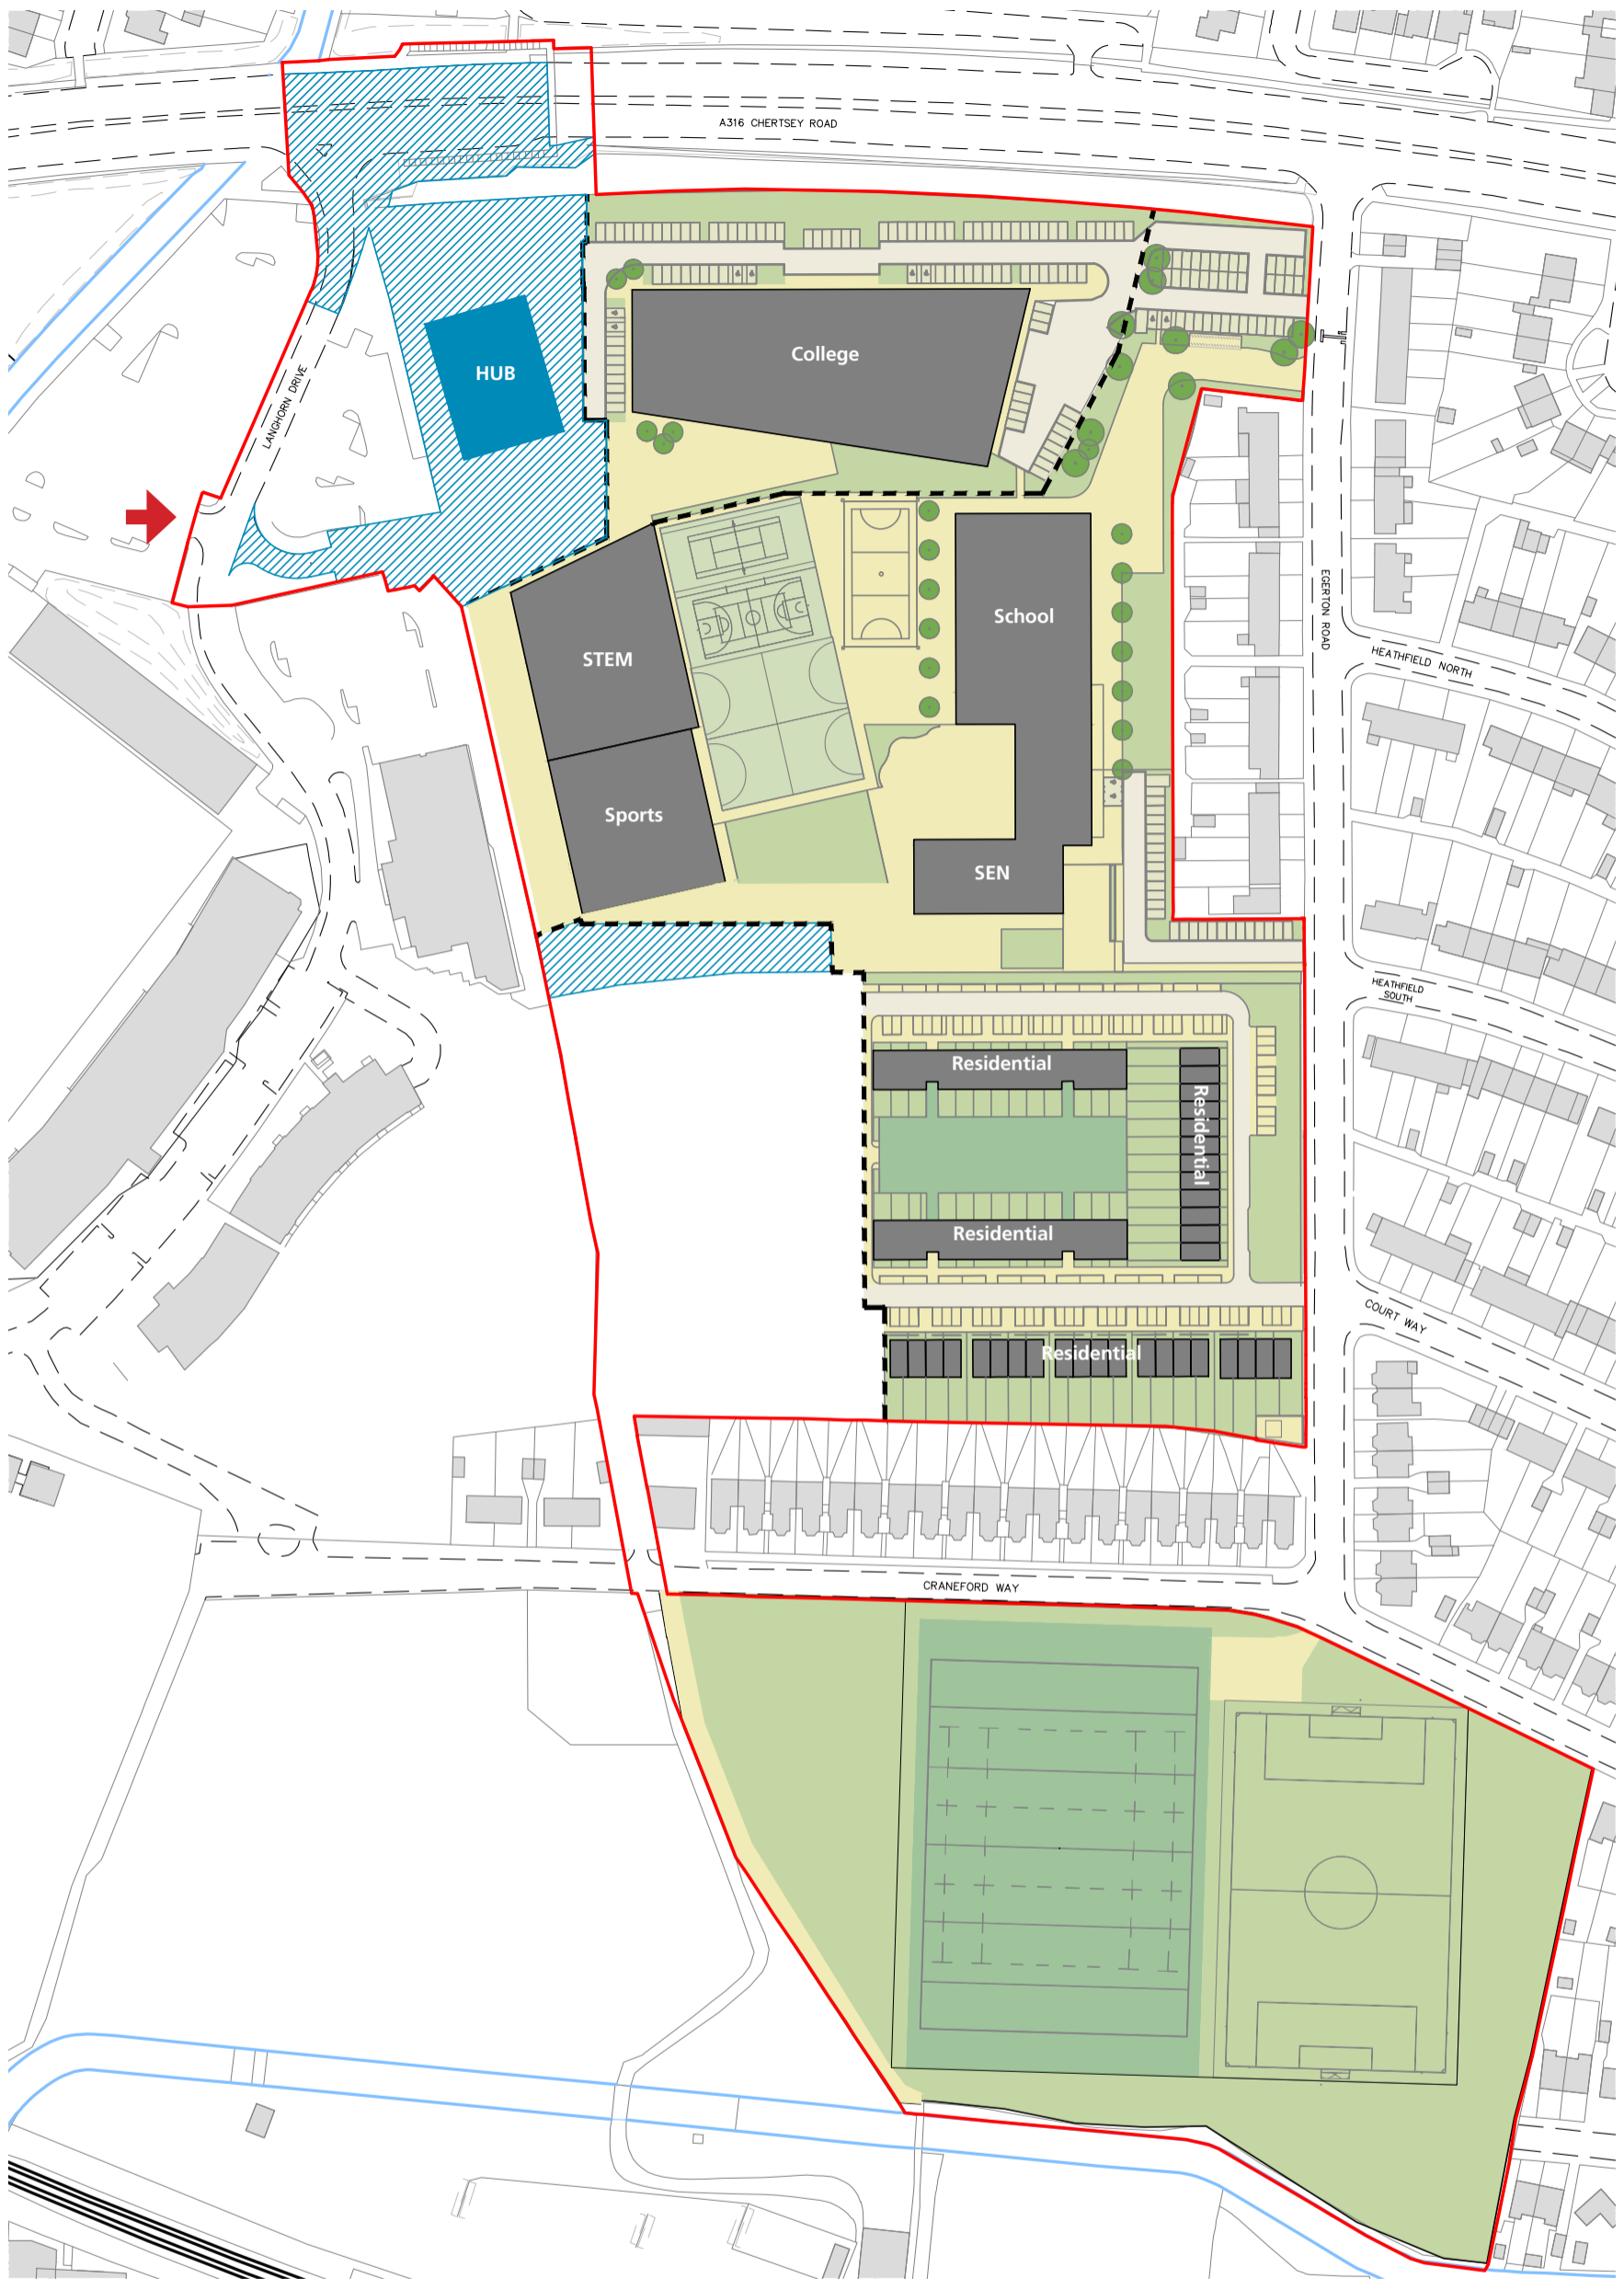 A316 CHERTSEY ROAD
HUB
College
LANGHORN DRIVE
EGERTON ROAD
School
STEM
HEATHFIELD NORTH
Sports
SEN
HEATHFIELD
SOUTH
Residential
Residential
Residential
COURT WAY
Residential
CRANEFORD WAY